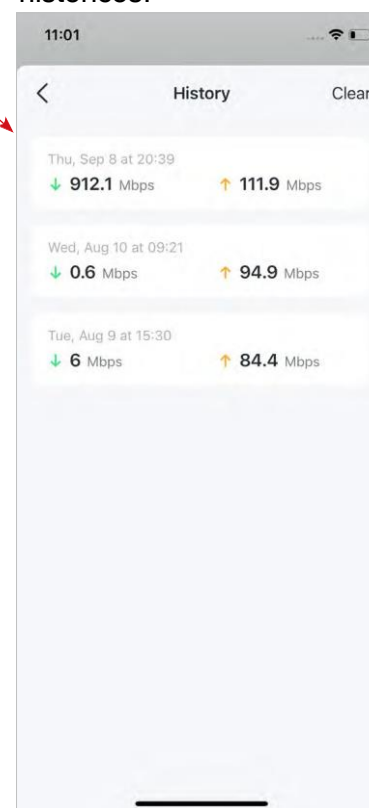 11:01
History Clear
Thu, Sep 8 at 20:39
↓ 912.1 Mbps ↑ 111.9 Mbps
Wed, Aug 10 at 09:21
↓ 0.6 Mbps ↑ 94.9 Mbps
Tue, Aug 9 at 15:30
↓ 6 Mbps ↑ 84.4 Mbps